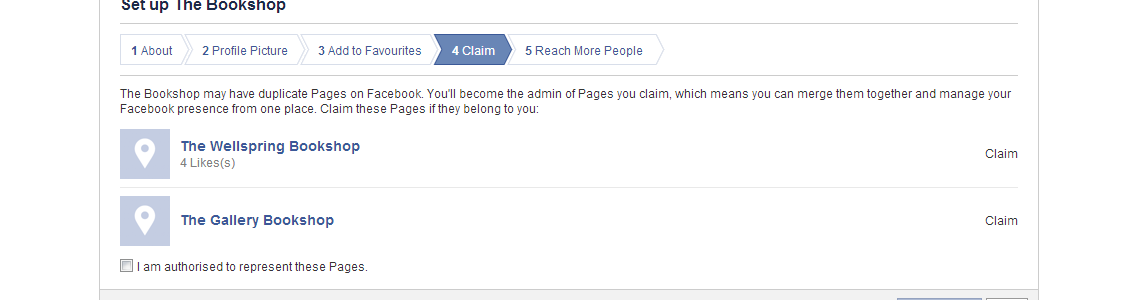 Set up The Bookshop
1 About
2 Profile Picture
3 Add to Favourites
4 Claim
5 Reach More People
The Bookshop may have duplicate Pages on Facebook. You'll become the admin of Pages you claim, which means you can merge them together and manage your
Facebook presence from one place. Claim these Pages if they belong to you:
The Wellspring Bookshop
4 Likes(s)
Claim
The Gallery Bookshop
Claim
I am authorised to represent these Pages.